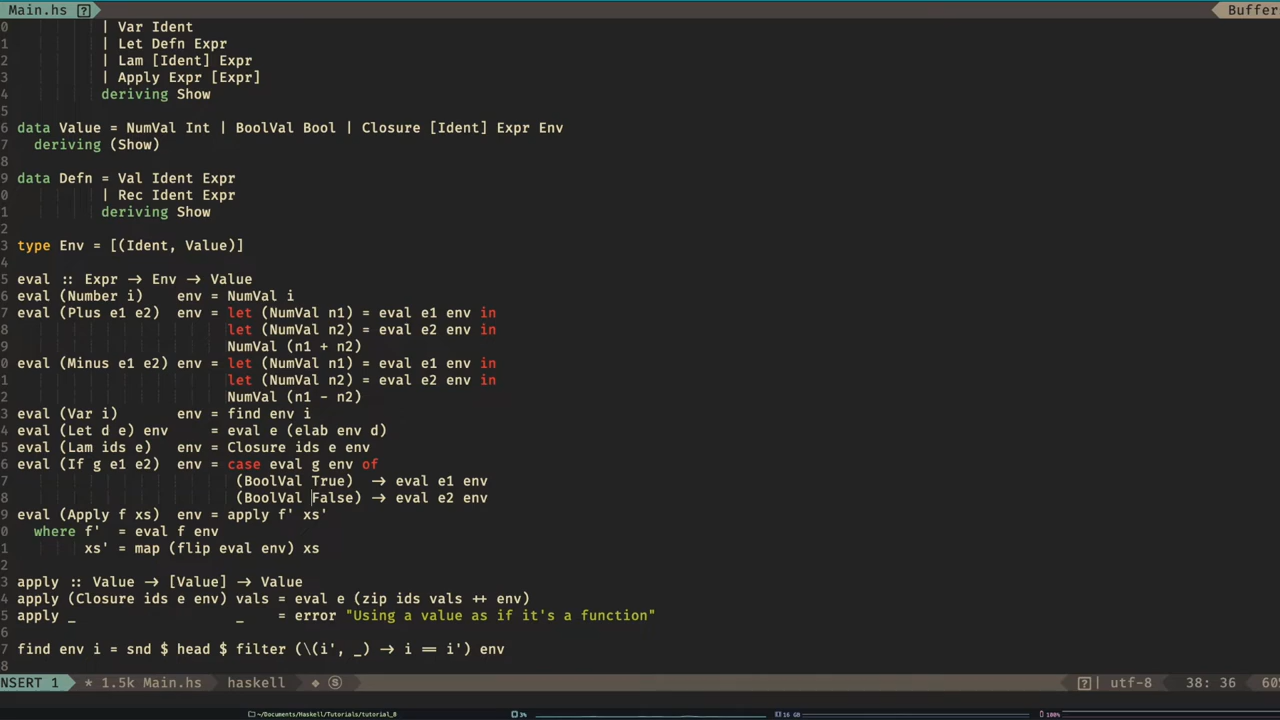 Main.hs ? Buffer
0 | Var Ident
1 | Let Defn Expr
2 | Lam [Ident] Expr
3 | Apply Expr [Expr]
4 deriving Show
5
6 data Value = NumVal Int | BoolVal Bool | Closure [Ident] Expr Env
7 deriving (Show)
8
9 data Defn = Val Ident Expr
0 | Rec Ident Expr
1 deriving Show
2
3 type Env = [(Ident, Value)]
4
5 eval :: Expr → Env → Value
6 eval (Number i) env = NumVal i
7 eval (Plus e1 e2) env = let (NumVal n1) = eval e1 env in
8 let (NumVal n2) = eval e2 env in
9 NumVal (n1 + n2)
0 eval (Minus e1 e2) env = let (NumVal n1) = eval e1 env in
1 let (NumVal n2) = eval e2 env in
2 NumVal (n1 - n2)
3 eval (Var i) env = find env i
4 eval (Let d e) env = eval e (elab env d)
5 eval (Lam ids e) env = Closure ids e env
6 eval (If g e1 e2) env = case eval g env of
7 (BoolVal True) → eval e1 env
8 (BoolVal False) → eval e2 env
9 eval (Apply f xs) env = apply f' xs'
0 where f' = eval f env
1 xs' = map (flip eval env) xs
2
3 apply :: Value → [Value] → Value
4 apply (Closure ids e env) vals = eval e (zip ids vals ++ env)
5 apply _ _ = error "Using a value as if it's a function"
6
7 find env i = snd $ head $ filter (\(i', _) → i == i') env
8
NSERT 1 * 1.5k Main.hs haskell ◆ Ⓢ ? utf-8 38: 36 60
~/Documents/Haskell/Tutorials/tutorial_8 3% 16 GB 100%